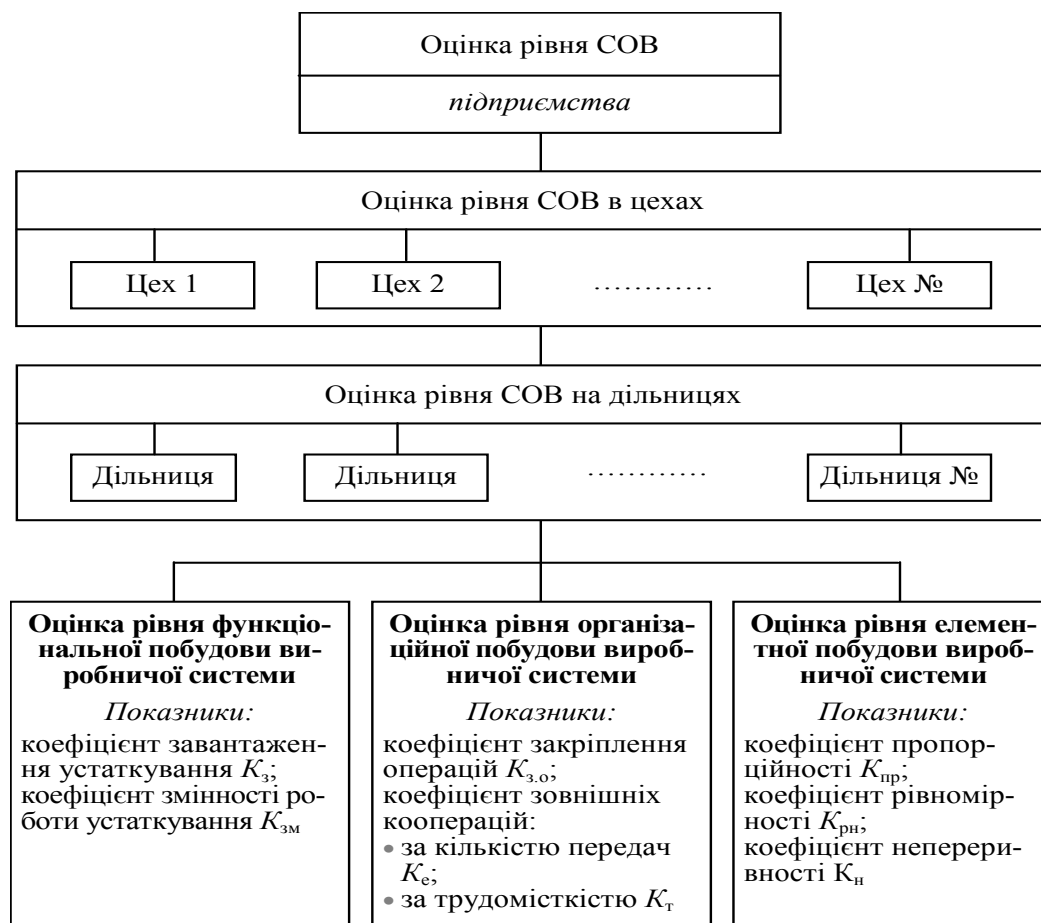 Оцінка рівня СОВ
підприємства
Оцінка рівня СОВ в цехах
Цех 1
Цех 2
…………
Цех №
Оцінка рівня СОВ на дільницях
Дільниця
Дільниця
…………
Дільниця №
Оцінка рівня функціо-
нальної побудови ви-
робничої системи
Показники:
коефіцієнт завантажен-
ня устаткування Kз;
коефіцієнт змінності ро-
боти устаткування Kзм
Оцінка рівня організа-
ційної побудови вироб-
ничої системи
Показники:
коефіцієнт закріплення
операцій Kз.о;
коефіцієнт зовнішніх
кооперацій:
• за кількістю передач
Kе;
• за трудомісткістю Kт
Оцінка рівня елемен-
тної побудови вироб-
ничої системи
Показники:
коефіцієнт пропор-
ційності Kпр;
коефіцієнт рівномір-
ності Kрн;
коефіцієнт непереpи-
вності Кн